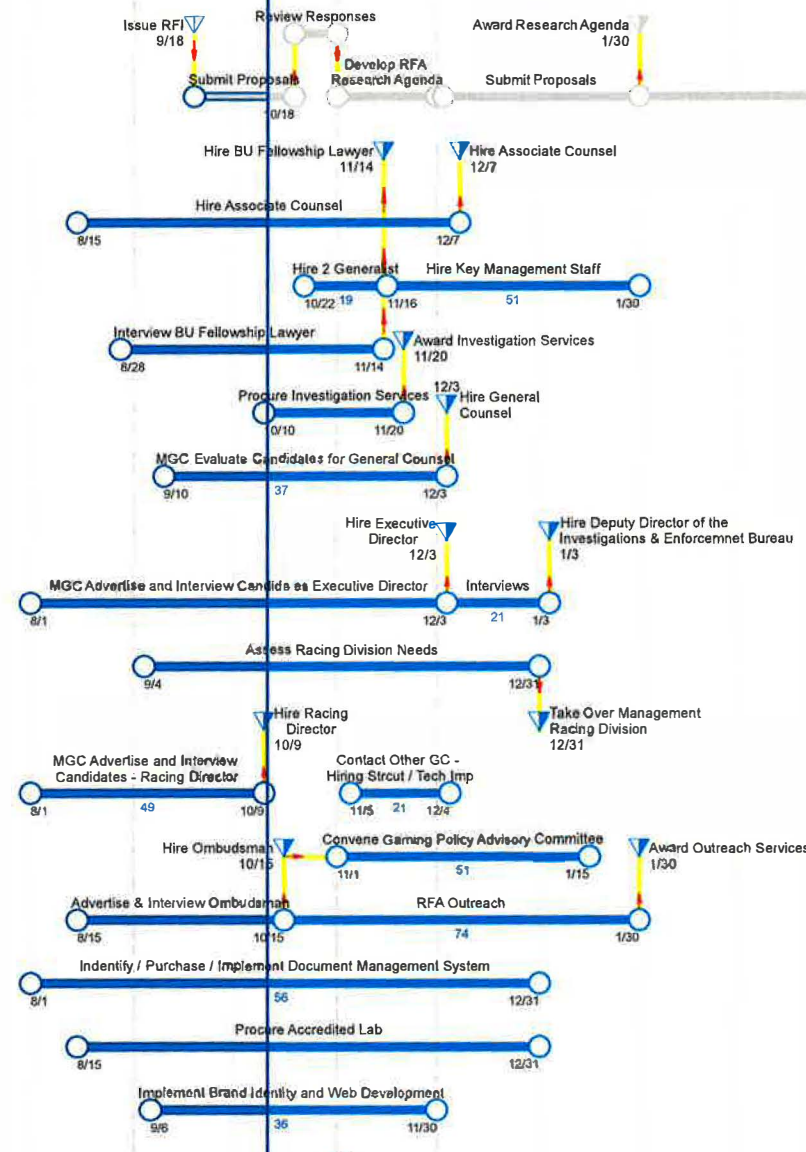 Issue RFI
9/18
Review Responses
Award Research Agenda
1/30
Develop RFA
Research Agenda
Submit Proposals
Submit Proposals
0/18
Hire BU Fellowship Lawyer
11/14
Hire Associate Counsel
12/7
Hire Associate Counsel
8/15
12/7
Hire 2 Generalist
Hire Key Management Staff
10/22
19
11/16
51
1/30
Interview BU Fellowship Lawyer
8/28
11/14
Award Investigation Services
11/20
Procure Investigation Services
0/10
11/20
12/3
Hire General
Counsel
MGC Evaluate Candidates for General Counsel
9/10
37
12/3
Hire Executive
Director
12/3
Hire Deputy Director of the
Investigations & Enforcemnet Bureau
1/3
MGC Advertise and Interview Candida es Executive Director
Interviews
8/1
12/3
21
1/3
Assess Racing Division Needs
9/4
12/31
Take Over Management
Racing Division
12/31
Hire Racing
Director
10/9
MGC Advertise and Interview
Candidates - Racing Director
8/1
49
10/9
Contact Other GC -
Hiring Strcut / Tech Imp
11/5
21
12/4
Hire Ombudsman
10/15
Convene Gaming Policy Advisory Committee
11/1
51
1/15
Award Outreach Services
1/30
Advertise & Interview Ombudsman
RFA Outreach
8/15
10/15
74
1/30
Indentify / Purchase / Implement Document Management System
8/1
56
12/31
Procure Accredited Lab
8/15
12/31
Implement Brand Identity and Web Development
9/6
36
11/30